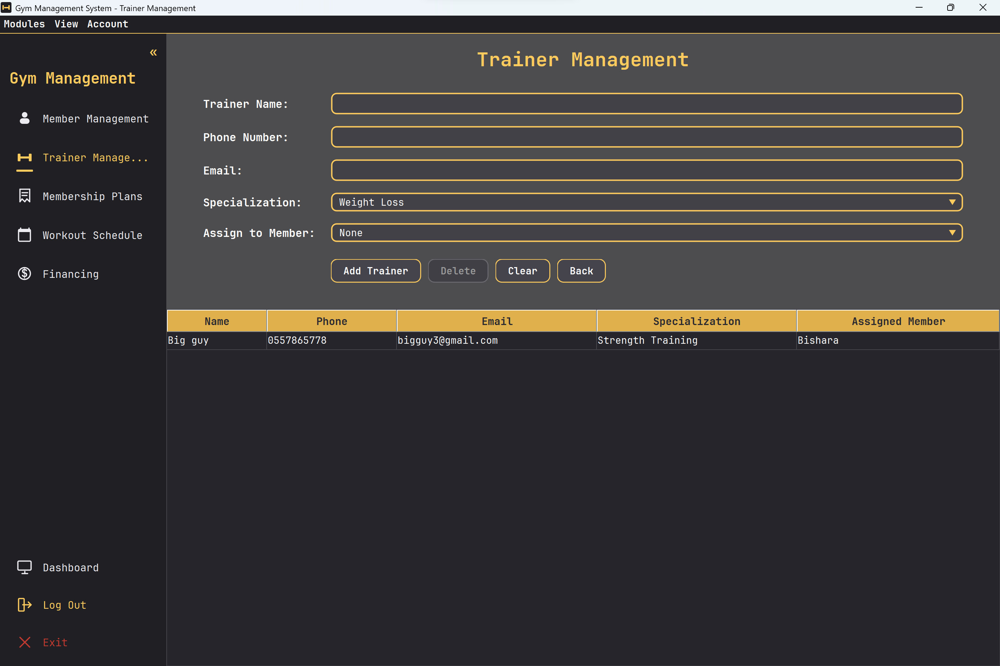 Gym Management System - Trainer Management
Modules View Account
«
Gym Management
Member Management
Trainer Manage...
Membership Plans
Workout Schedule
Financing
Dashboard
Log Out
Exit
Trainer Management
Trainer Name:
Phone Number:
Email:
Specialization: Weight Loss
Assign to Member: None
Add Trainer Delete Clear Back
Name Phone Email Specialization Assigned Member
Big guy 0557865778 bigguy3@gmail.com Strength Training Bishara